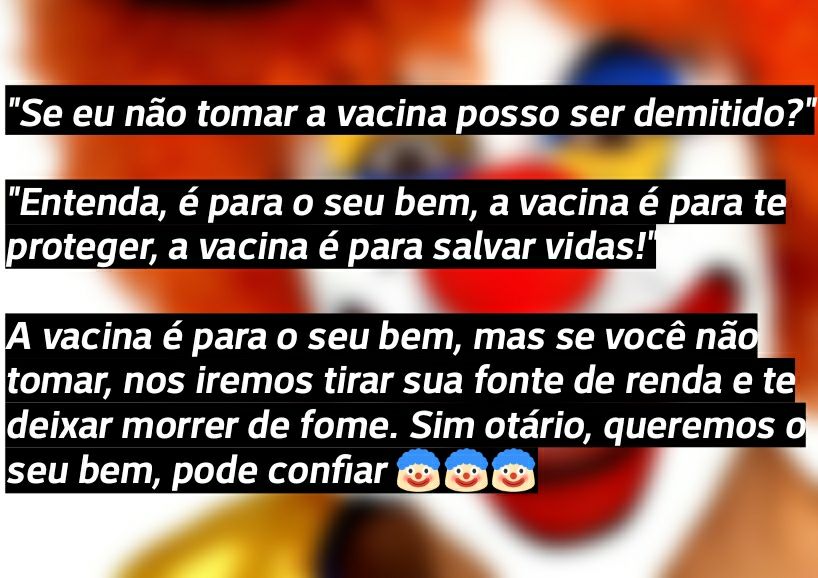 "Se eu não tomar a vacina posso ser demitido?"
"Entenda, é para o seu bem, a vacina é para te
proteger, a vacina é para salvar vidas!"
A vacina é para o seu bem, mas se você não
tomar, nos iremos tirar sua fonte de renda e te
deixar morrer de fome. Sim otário, queremos o
seu bem, pode confiar 🤡🤡🤡